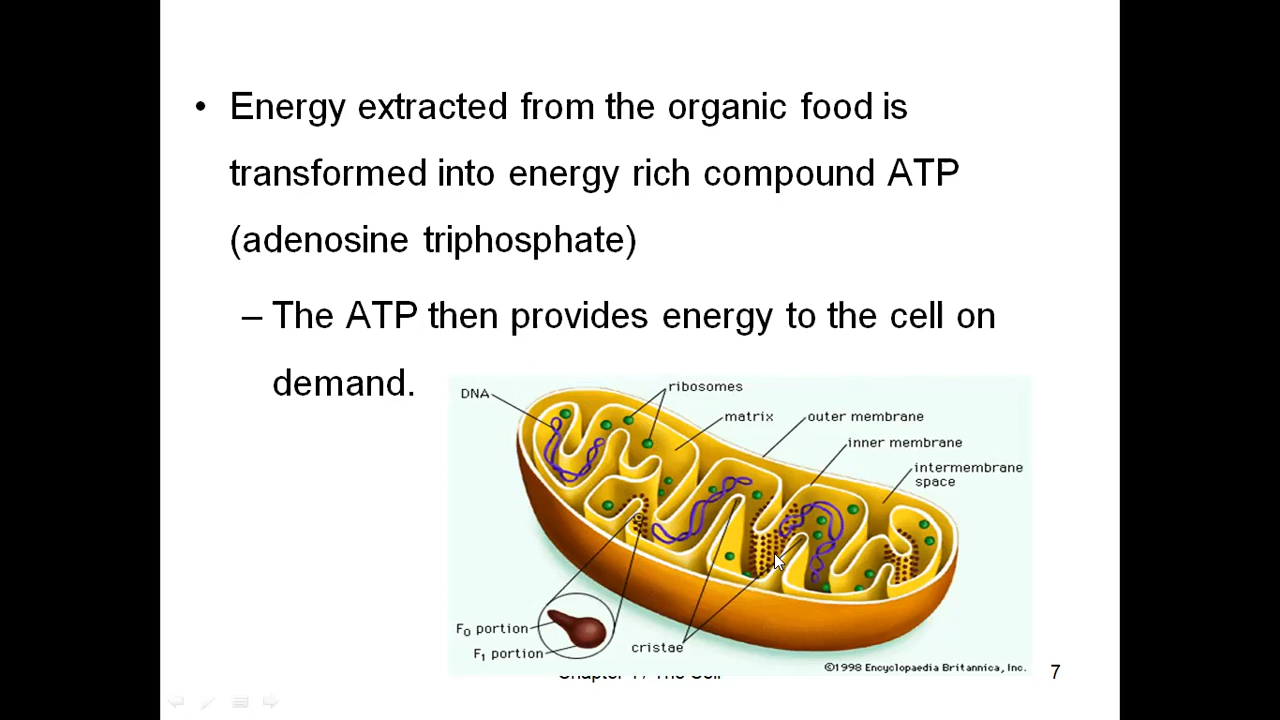 • Energy extracted from the organic food is
transformed into energy rich compound ATP
(adenosine triphosphate)
– The ATP then provides energy to the cell on
demand.
DNA
ribosomes
matrix
outer membrane
inner membrane
intermembrane
space
F0 portion
F1 portion
cristae
©1998 Encyclopaedia Britannica, Inc.
7